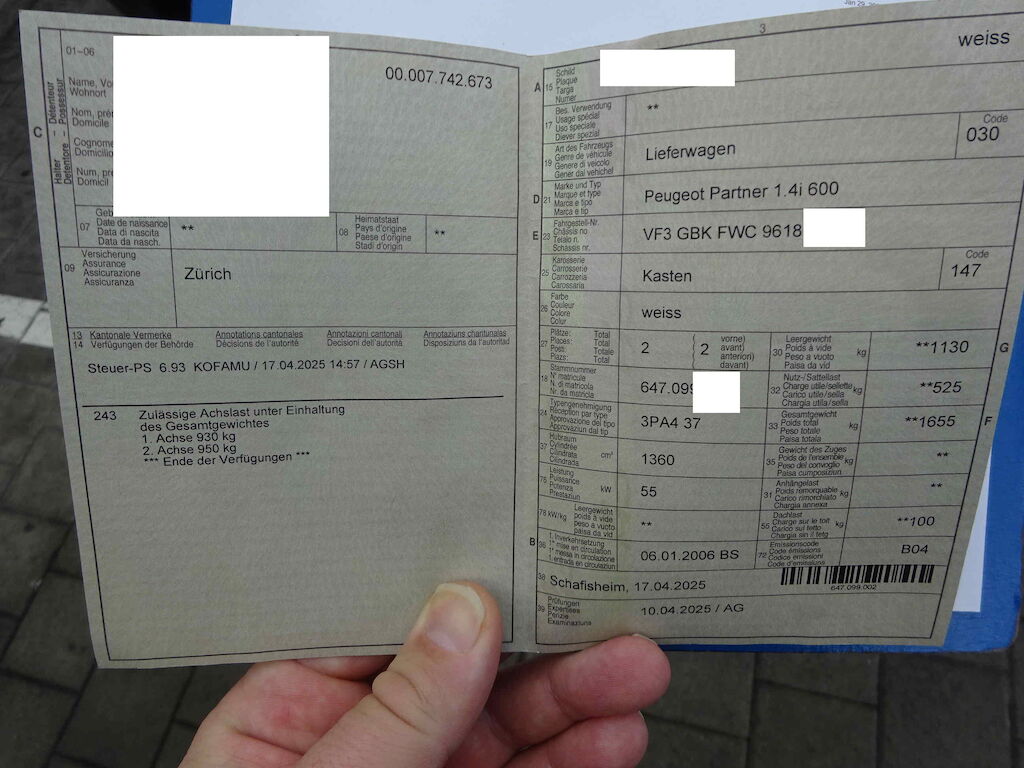 Jan 29, 20
01–06
00.007.742.673
C
Halter – Détenteur
Detentore – Possessur
Name, Vo
Wohnort
Nom, pré
Domicile
Cognome
Domicilio
Num, pre
Domicil
07
Geb
Date de naissance
Data di nascita
Data da nasch.
**
08
Heimatstaat
Pays d'origine
Paese d'origine
Stadi d'origin
**
09
Versicherung
Assurance
Assicurazione
Assicuranza
Zürich
13 Kantonale Vermerke Annotations cantonales Annotazioni cantonali Annotaziuns chantunalas
14 Verfügungen der Behörde Décisions de l'autorité Decisioni dell'autorità Disposiziuns da l'autoritad
Steuer-PS 6.93 KOFAMU / 17.04.2025 14:57 / AGSH
243 Zulässige Achslast unter Einhaltung
des Gesamtgewichtes
1. Achse 930 kg
2. Achse 950 kg
*** Ende der Verfügungen ***
3
weiss
A
15
Schild
Plaque
Targa
Numer
17
Bes. Verwendung
Usage spécial
Uso speciale
Diever spezial
**
19
Art des Fahrzeugs
Genre de véhicule
Genere di veicolo
Gener dal vehichel
Lieferwagen
Code
030
D
21
Marke und Typ
Marque et type
Marca e tipo
Marca e tip
Peugeot Partner 1.4i 600
E
23
Fahrgestell-Nr.
Châssis no
Telaio n.
Schassis nr.
VF3 GBK FWC 9618
25
Karosserie
Carrosserie
Carrozzeria
Carossaria
Kasten
Code
147
26
Farbe
Couleur
Colore
Colur
weiss
27
Plätze: Total
Places: Total
Posti: Totale
Plazs: Total
2
2
vorne)
avant)
anteriori)
davant)
30
Leergewicht
Poids à vide
Peso a vuoto
Paisa da vid
kg
**1130
G
18
Stammnummer
N° matricule
N. di matricola
Nr. da matricla
647.099
32
Nutz-/Sattellast
Charge utile/sellette
Carico utile/sella
Chargia utila/sella
kg
**525
24
Typengenehmigung
Réception par type
Approvazione del tipo
Approvaziun dal tip
3PA4 37
33
Gesamtgewicht
Poids total
Peso totale
Paisa totala
kg
**1655
F
37
Hubraum
Cylindrée
Cilindrata
Cilindrada
cm³
1360
35
Gewicht des Zuges
Poids de l'ensemble
Peso del convoglio
Paisa cumposiziun
kg
**
76
Leistung
Puissance
Potenza
Prestaziun
kW
55
31
Anhängelast
Poids remorquable
Carico rimorchiato
Chargia annexa
kg
**
78 kW/kg
Leergewicht
poids à vide
peso a vuoto
paisa da vid
**
55
Dachlast
Charge sur le toit
Carico sul tetto
Chargia sin il tetg
kg
**100
B
36
1. Inverkehrsetzung
1re mise en circulation
1a messa in circolazione
1. entrada en circulaziun
06.01.2006 BS
72
Emissionscode
Code émissions
Codice emissioni
Code d'emissiuns
B04
38
Schafisheim, 17.04.2025
647.099.002
39
Prüfungen
Expertises
Perizie
Examinaziuns
10.04.2025 / AG